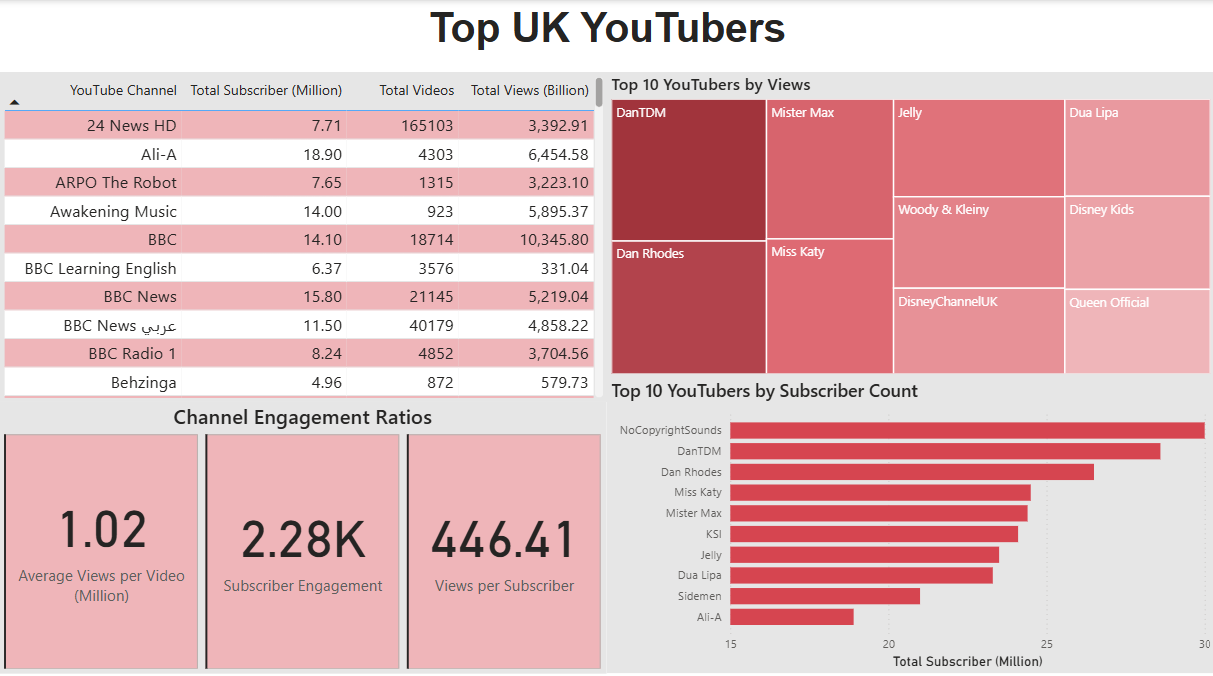 Top UK YouTubers
YouTube Channel Total Subscriber (Million) Total Videos Total Views (Billion)
24 News HD 7.71 165103 3,392.91
Ali-A 18.90 4303 6,454.58
ARPO The Robot 7.65 1315 3,223.10
Awakening Music 14.00 923 5,895.37
BBC 14.10 18714 10,345.80
BBC Learning English 6.37 3576 331.04
BBC News 15.80 21145 5,219.04
BBC News عربي 11.50 40179 4,858.22
BBC Radio 1 8.24 4852 3,704.56
Behzinga 4.96 872 579.73
Channel Engagement Ratios
1.02
Average Views per Video
(Million)
2.28K
Subscriber Engagement
446.41
Views per Subscriber
Top 10 YouTubers by Views
DanTDM
Dan Rhodes
Mister Max
Miss Katy
Jelly
Woody & Kleiny
DisneyChannelUK
Dua Lipa
Disney Kids
Queen Official
Top 10 YouTubers by Subscriber Count
NoCopyrightSounds
DanTDM
Dan Rhodes
Miss Katy
Mister Max
KSI
Jelly
Dua Lipa
Sidemen
Ali-A
15 20 25 30
Total Subscriber (Million)